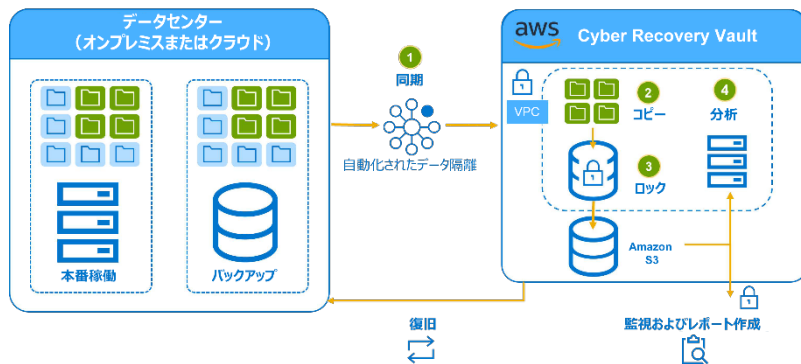 データセンター
（オンプレミスまたはクラウド）
本番稼働
バックアップ
1
同期
自動化されたデータ隔離
aws
Cyber Recovery Vault
VPC
2
コピー
4
分析
3
ロック
Amazon
S3
復旧
監視およびレポート作成